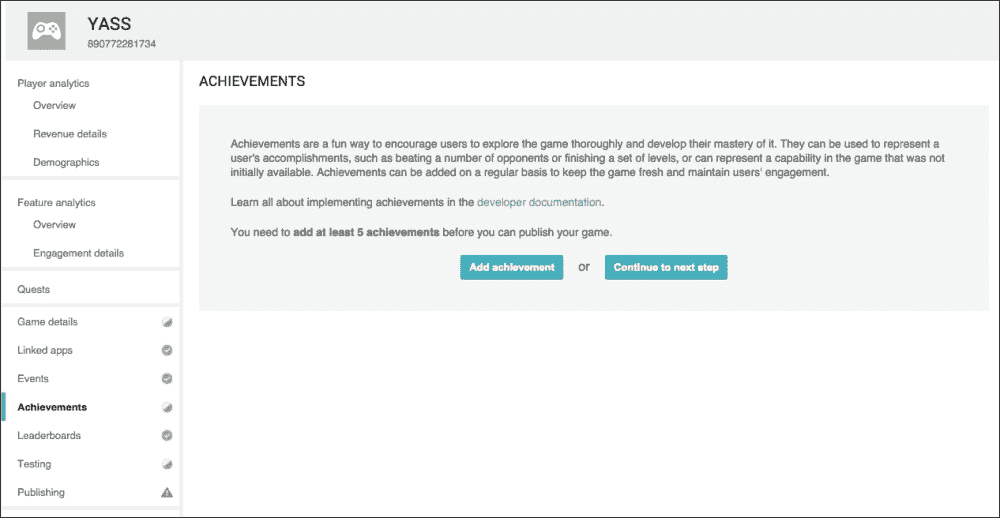 YASS
890772281734
Player analytics
Overview
Revenue details
Demographics
Feature analytics
Overview
Engagement details
Quests
Game details
Linked apps
Events
Achievements
Leaderboards
Testing
Publishing
ACHIEVEMENTS
Achievements are a fun way to encourage users to explore the game thoroughly and develop their mastery of it. They can be used to represent a
user's accomplishments, such as beating a number of opponents or finishing a set of levels, or can represent a capability in the game that was not
initially available. Achievements can be added on a regular basis to keep the game fresh and maintain users' engagement.
Learn all about implementing achievements in the developer documentation.
You need to add at least 5 achievements before you can publish your game.
Add achievement or Continue to next step